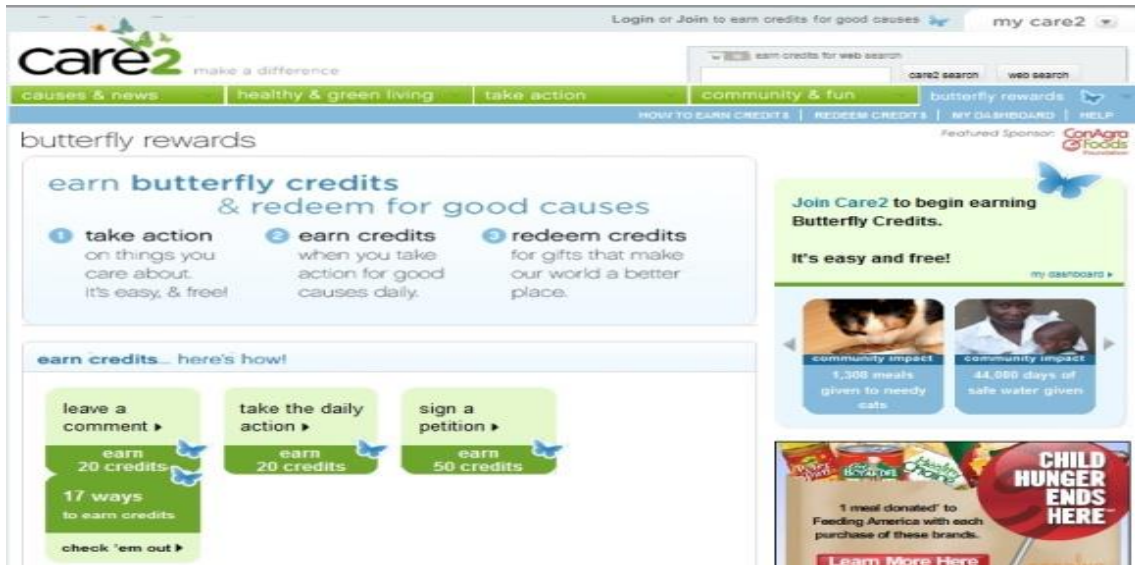 Login or Join to earn credits for good causes
my care2
care2 make a difference
earn credits for web search
care2 search web search
causes & news healthy & green living take action community & fun butterfly rewards
HOW TO EARN CREDITS | REDEEM CREDITS | MY DASHBOARD | HELP
butterfly rewards
Featured Sponsor: ConAgra Foods
Foundation
earn butterfly credits
& redeem for good causes
1 take action
on things you
care about.
It's easy, & free!
2 earn credits
when you take
action for good
causes daily.
3 redeem credits
for gifts that make
our world a better
place.
Join Care2 to begin earning
Butterfly Credits.
It's easy and free!
my dashboard
community impact
1,300 meals
given to needy
cats
community impact
days of
safe water given
earn credits... here's how!
leave a
comment
earn
20 credits
take the daily
action
earn
20 credits
sign a
petition
earn
50 credits
17 ways
to earn credits
check 'em out
CHILD
HUNGER
ENDS
HERE
1 meal donated* to
Feeding America with each
purchase of these brands.
Learn More Here